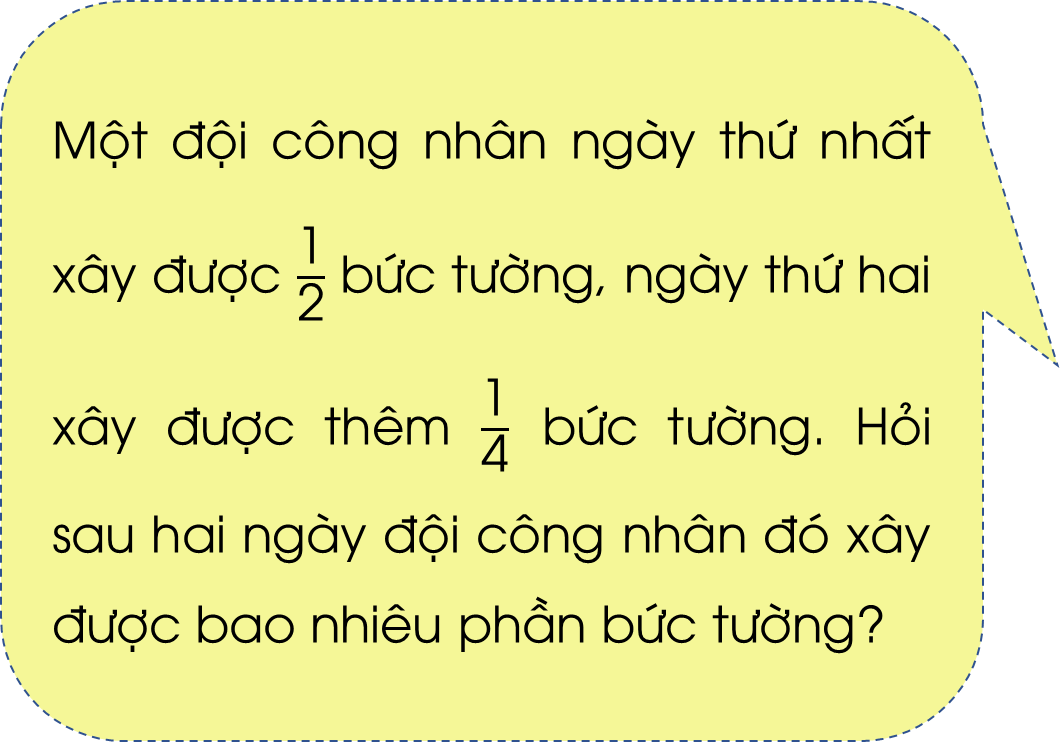 Một đội công nhân ngày thứ nhất
xây được 1/2 bức tường, ngày thứ hai
xây được thêm 1/4 bức tường. Hỏi
sau hai ngày đội công nhân đó xây
được bao nhiêu phần bức tường?